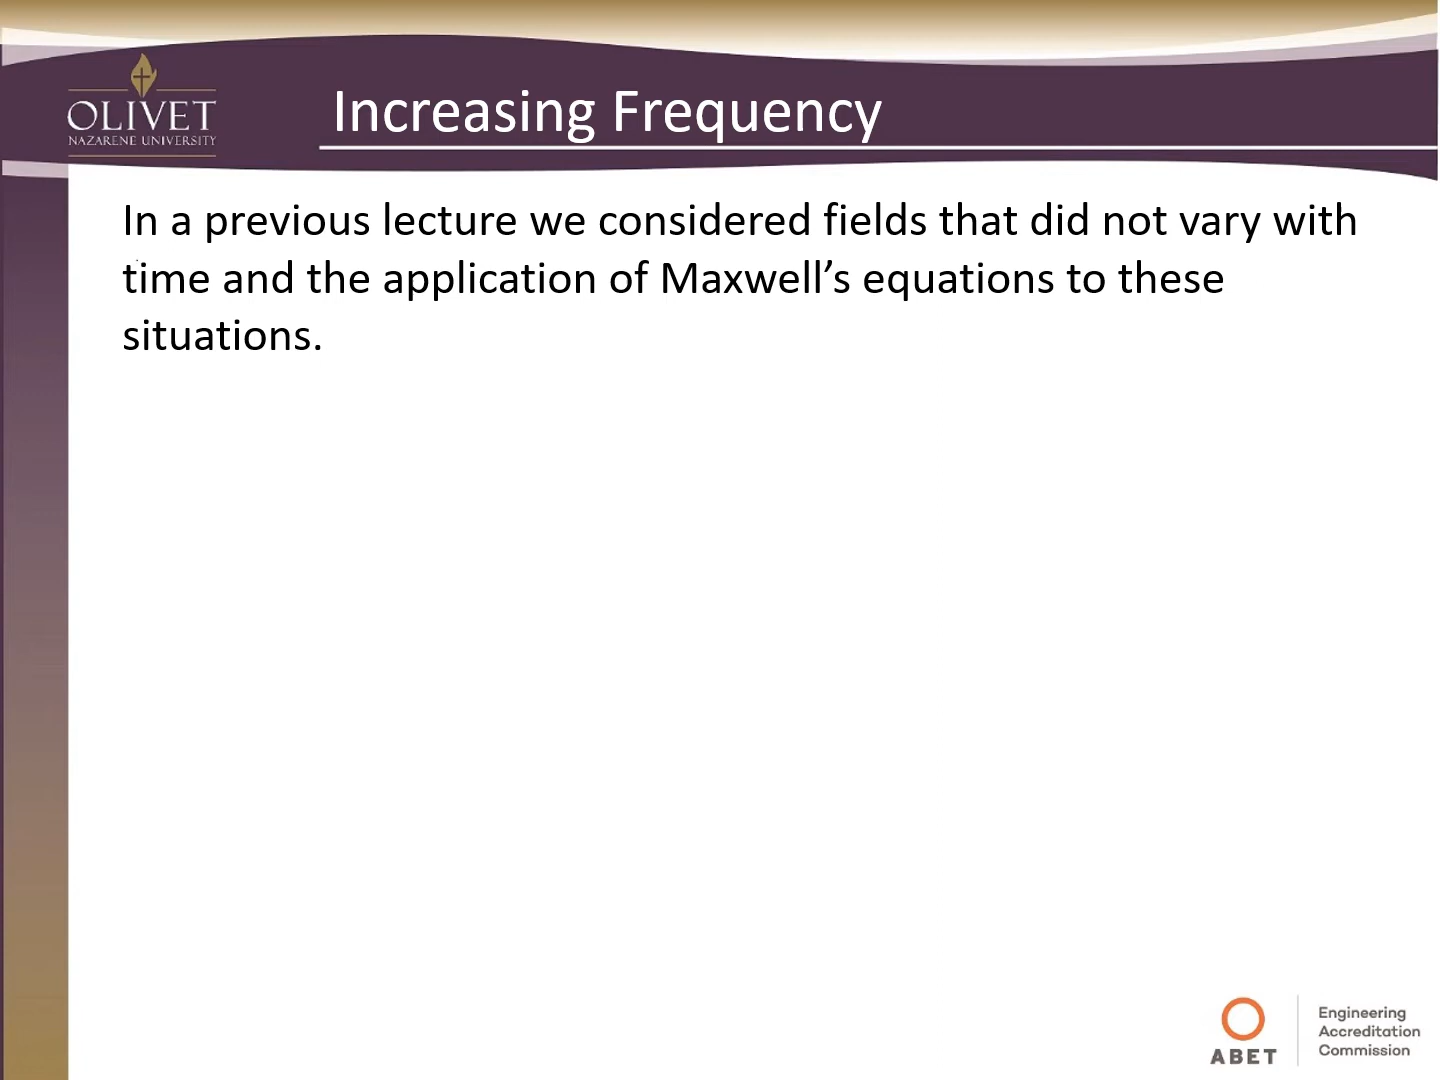 OLIVET
NAZARENE UNIVERSITY
Increasing Frequency
In a previous lecture we considered fields that did not vary with
time and the application of Maxwell’s equations to these
situations.
ABET
Engineering
Accreditation
Commission